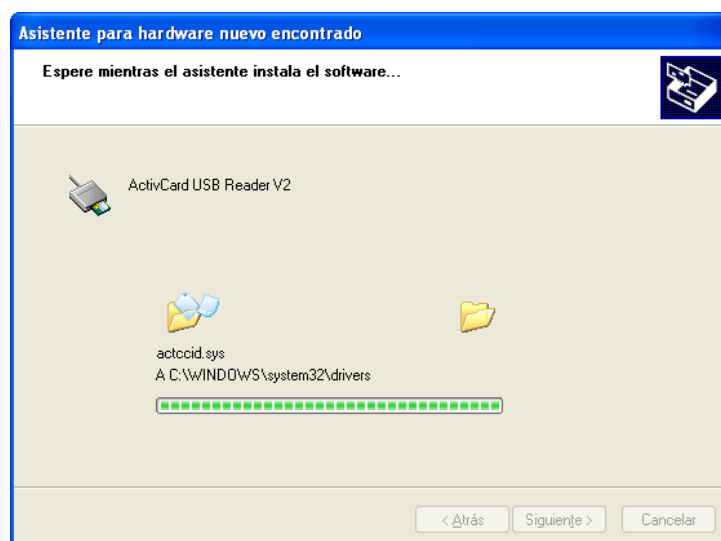 Asistente para hardware nuevo encontrado
Espere mientras el asistente instala el software...
ActivCard USB Reader V2
actccid.sys
A C:\WINDOWS\system32\drivers
< Atrás
Siguiente >
Cancelar